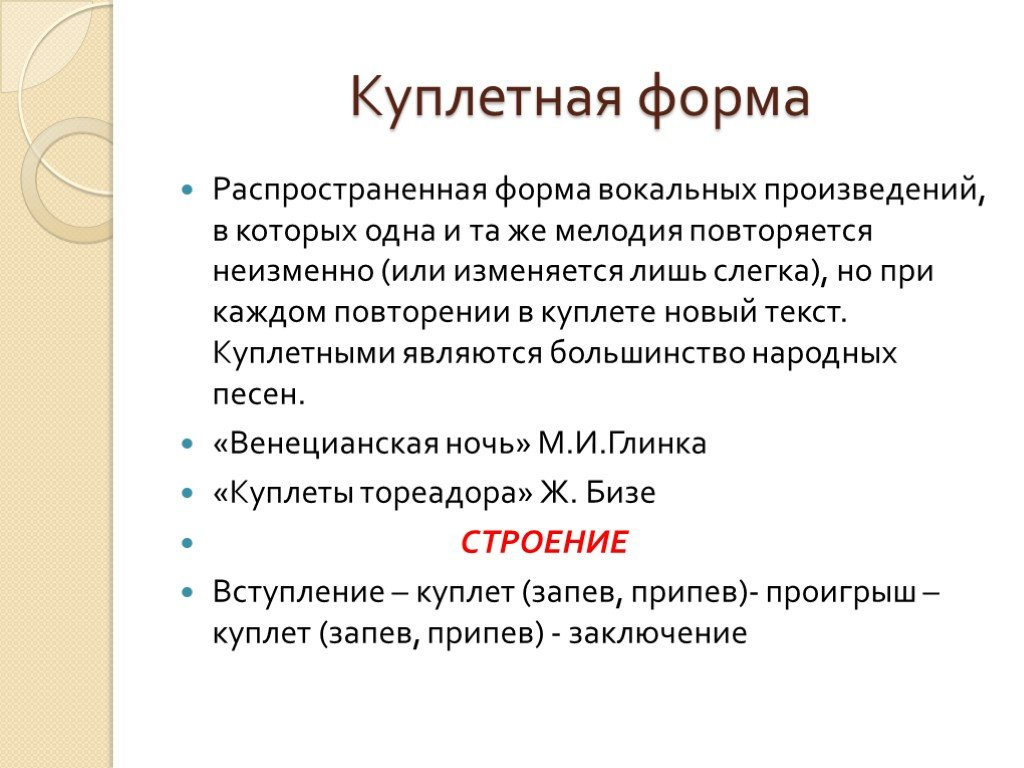 Куплетная форма
Распространенная форма вокальных произведений,
в которых одна и та же мелодия повторяется
неизменно (или изменяется лишь слегка), но при
каждом повторении в куплете новый текст.
Куплетными являются большинство народных
песен.
«Венецианская ночь» М.И.Глинка
«Куплеты тореадора» Ж. Бизе
СТРОЕНИЕ
Вступление – куплет (запев, припев)- проигрыш –
куплет (запев, припев) - заключение